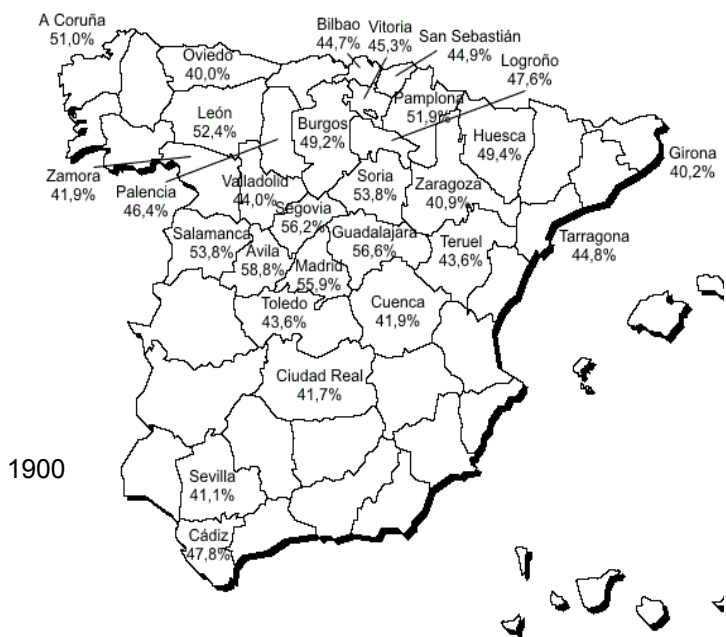 A Coruña
51,0%
Oviedo
40,0%
Bilbao
44,7%
Vitoria
45,3%
San Sebastián
44,9%
Logroño
47,6%
León
52,4%
Burgos
49,2%
Pamplona
51,9%
Huesca
49,4%
Girona
40,2%
Zamora
41,9%
Palencia
46,4%
Valladolid
44,0%
Soria
53,8%
Zaragoza
40,9%
Segovia
56,2%
Salamanca
53,8%
Ávila
58,8%
Madrid
55,9%
Guadalajara
56,6%
Teruel
43,6%
Tarragona
44,8%
Toledo
43,6%
Cuenca
41,9%
Ciudad Real
41,7%
1900
Sevilla
41,1%
Cádiz
47,8%